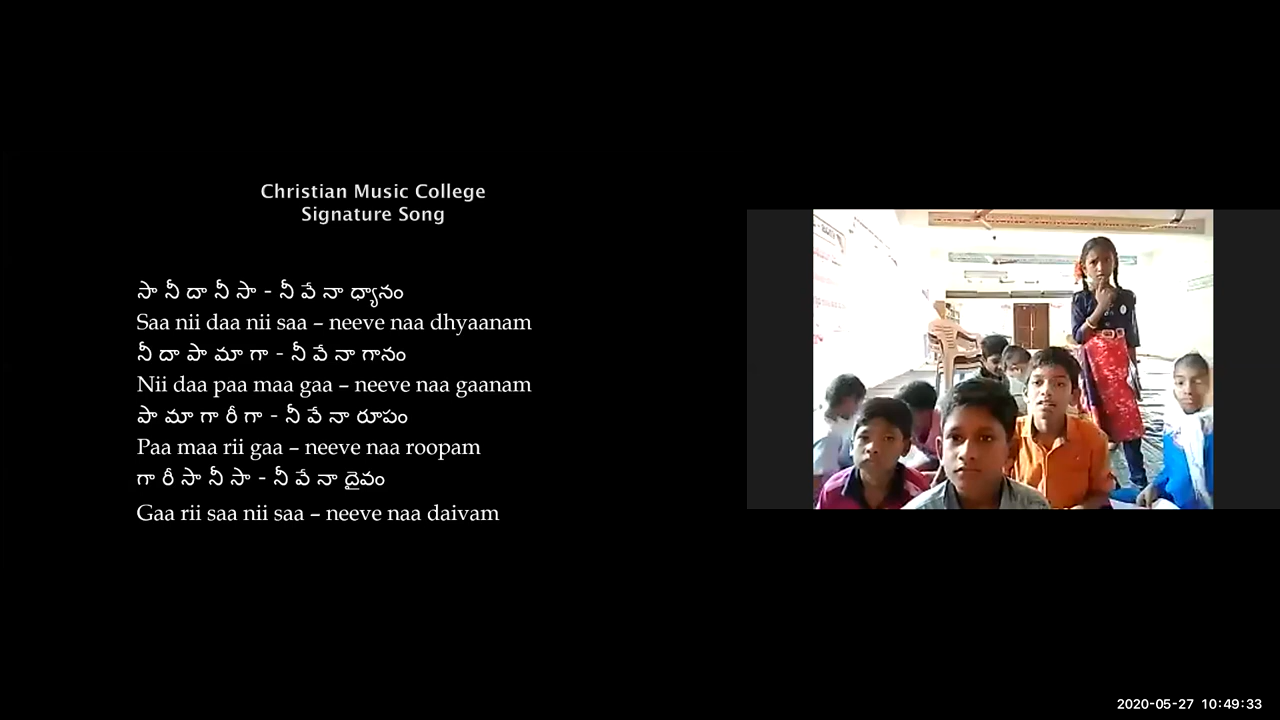 Christian Music College
Signature Song
సా నీ దా నీ సా - నీ వే నా ధ్యానం
Saa nii daa nii saa – neeve naa dhyaanam
నీ దా పా మా గా - నీ వే నా గానం
Nii daa paa maa gaa – neeve naa gaanam
పా మా గా రీ గా - నీ వే నా రూపం
Paa maa rii gaa – neeve naa roopam
గా రీ సా నీ సా - నీ వే నా దైవం
Gaa rii saa nii saa – neeve naa daivam
2020-05-27 10:49:33